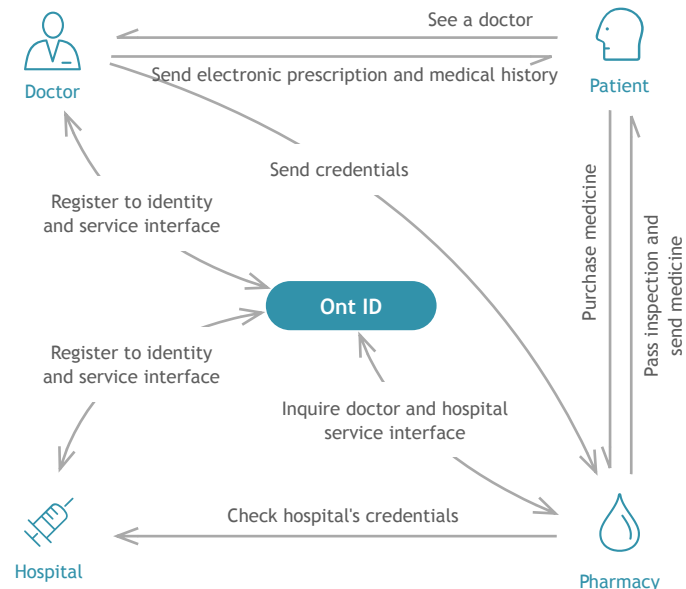 See a doctor
Send electronic prescription and medical history
Doctor
Patient
Send credentials
Register to identity
and service interface
Purchase medicine
Pass inspection and
send medicine
Ont ID
Register to identity
and service interface
Inquire doctor and hospital
service interface
Check hospital's credentials
Hospital
Pharmacy